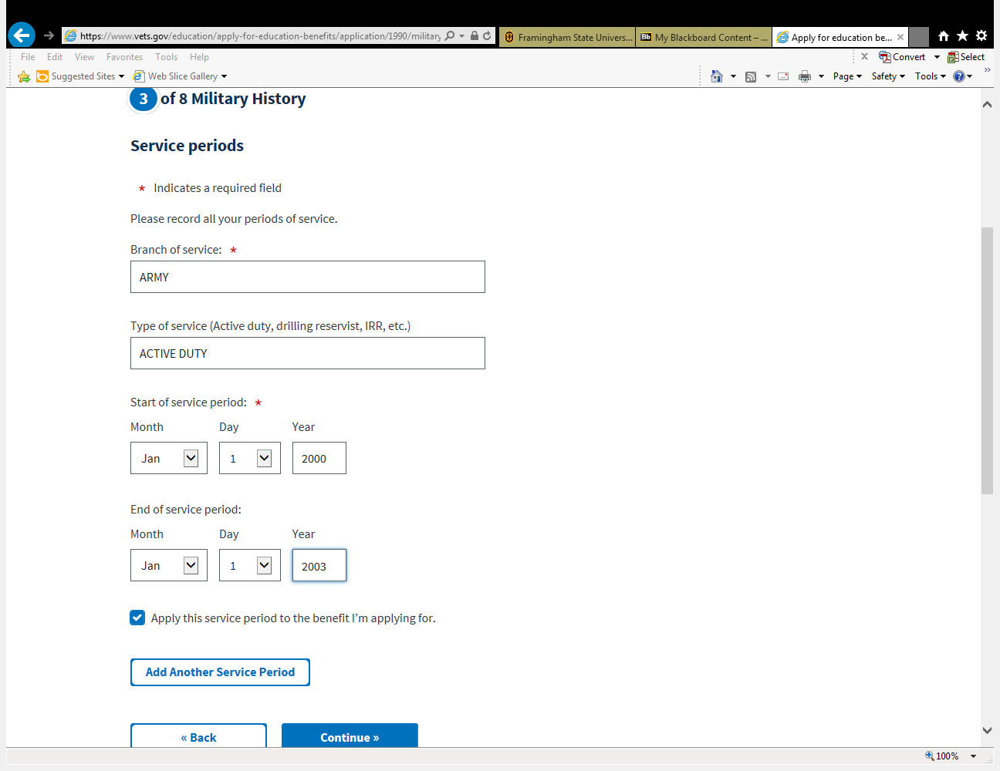 https://www.vets.gov/education/apply-for-education-benefits/application/1990/military
Framingham State Univers...
Bb My Blackboard Content – ...
Apply for education be...
File Edit View Favorites Tools Help
Convert Select
Suggested Sites Web Slice Gallery
Page Safety Tools
3 of 8 Military History
Service periods
* Indicates a required field
Please record all your periods of service.
Branch of service: *
ARMY
Type of service (Active duty, drilling reservist, IRR, etc.)
ACTIVE DUTY
Start of service period: *
Month Day Year
Jan 1 2000
End of service period:
Month Day Year
Jan 1 2003
Apply this service period to the benefit I’m applying for.
Add Another Service Period
« Back Continue »
100%